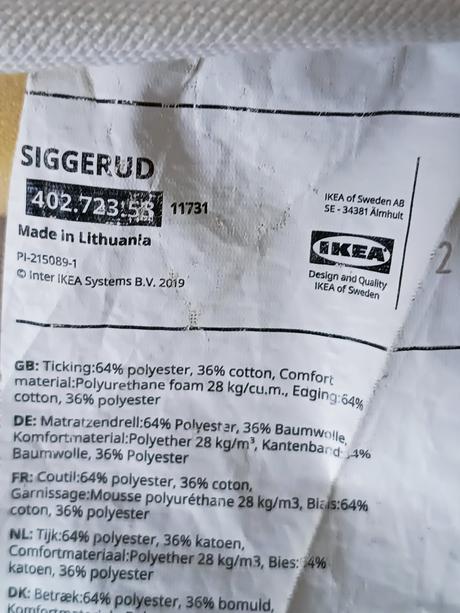 SIGGERUD
402.723.58 11731
Made in Lithuania
PI-215089-1
© Inter IKEA Systems B.V. 2019
IKEA of Sweden AB
SE - 34381 Älmhult
IKEA
Design and Quality
IKEA of Sweden
2
GB: Ticking:64% polyester, 36% cotton, Comfort
material:Polyurethane foam 28 kg/cu.m., Edging:64%
cotton, 36% polyester
DE: Matratzendrell:64% Polyester, 36% Baumwolle,
Komfortmaterial:Polyether 28 kg/m³, Kantenband:
Baumwolle, 36% Polyester
FR: Coutil:64% polyester, 36% coton,
Garnissage:Mousse polyuréthane 28 kg/m3, Biais:64%
coton, 36% polyester
NL: Tijk:64% polyester, 36% katoen,
Comfortmateriaal:Polyether 28 kg/m3, Bies:
katoen, 36% polyester
DK: Betræk:64% polyester, 36% bomuld,